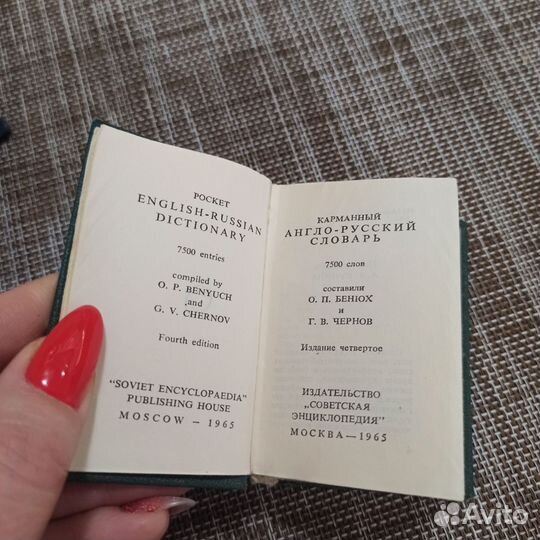 POCKET
ENGLISH-RUSSIAN
DICTIONARY
7500 entries
compiled by
O. P. BENYUCH
and
G. V. CHERNOV
Fourth edition
"SOVIET ENCYCLOPAEDIA"
PUBLISHING HOUSE
MOSCOW — 1965
КАРМАННЫЙ
АНГЛО-РУССКИЙ
СЛОВАРЬ
7500 слов
составили
О. П. БЕНЮХ
и
Г. В. ЧЕРНОВ
Издание четвертое
ИЗДАТЕЛЬСТВО
„СОВЕТСКАЯ
ЭНЦИКЛОПЕДИЯ"
МОСКВА—1965
Avito